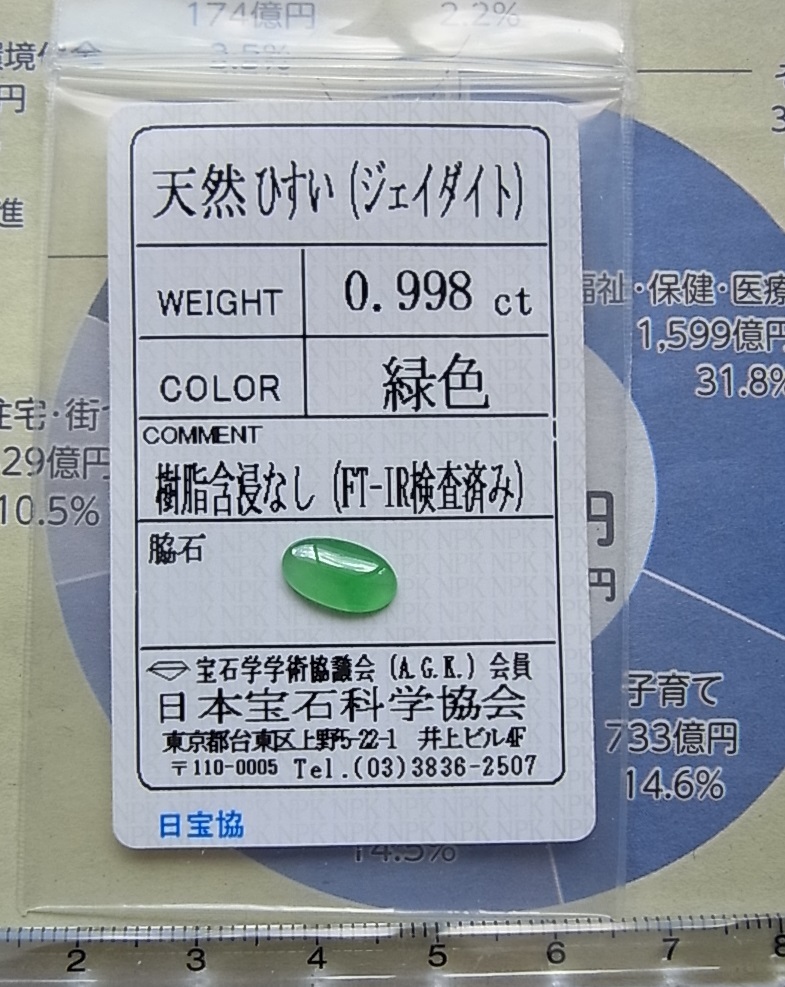 174億円
2.2%
環境
3.5%
円
進
天然ひすい(ジェイダイト)
WEIGHT
0.998 ct
COLOR
緑色
COMMENT
樹脂含浸なし(FT-IR検査済み)
脇石
宝石学学術協議会(A.G.K.)会員
日本宝石科学協会
東京都台東区上野5-22-1 井上ビル4F
〒110-0005 Tel.(03)3836-2507
日宝協
福祉・保健・医療
1,599億円
31.8%
住宅・街
29億円
10.5%
円
円
子育て
733億円
14.6%
14.5%
2 3 4 5 6 7 8